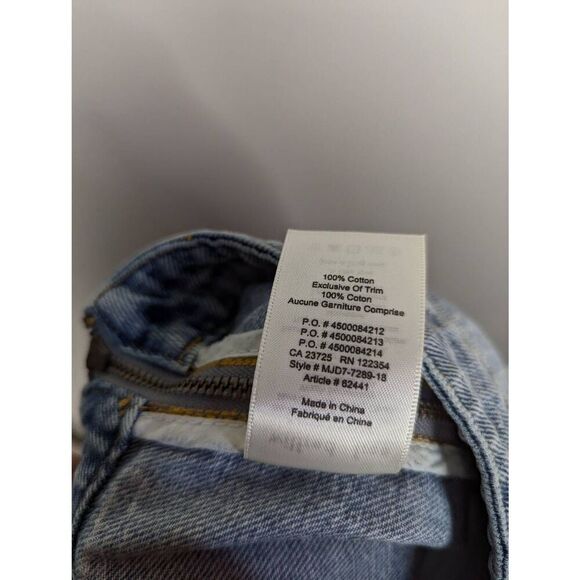 100% Cotton
Exclusive Of Trim
100% Coton
Aucune Garniture Comprise
P.O. # 4500084212
P.O. # 4500084213
P.O. # 4500084214
CA 23725 RN 122354
Style # MJD7-7289-18
Article # 62441
Made in China
Fabriqué en China